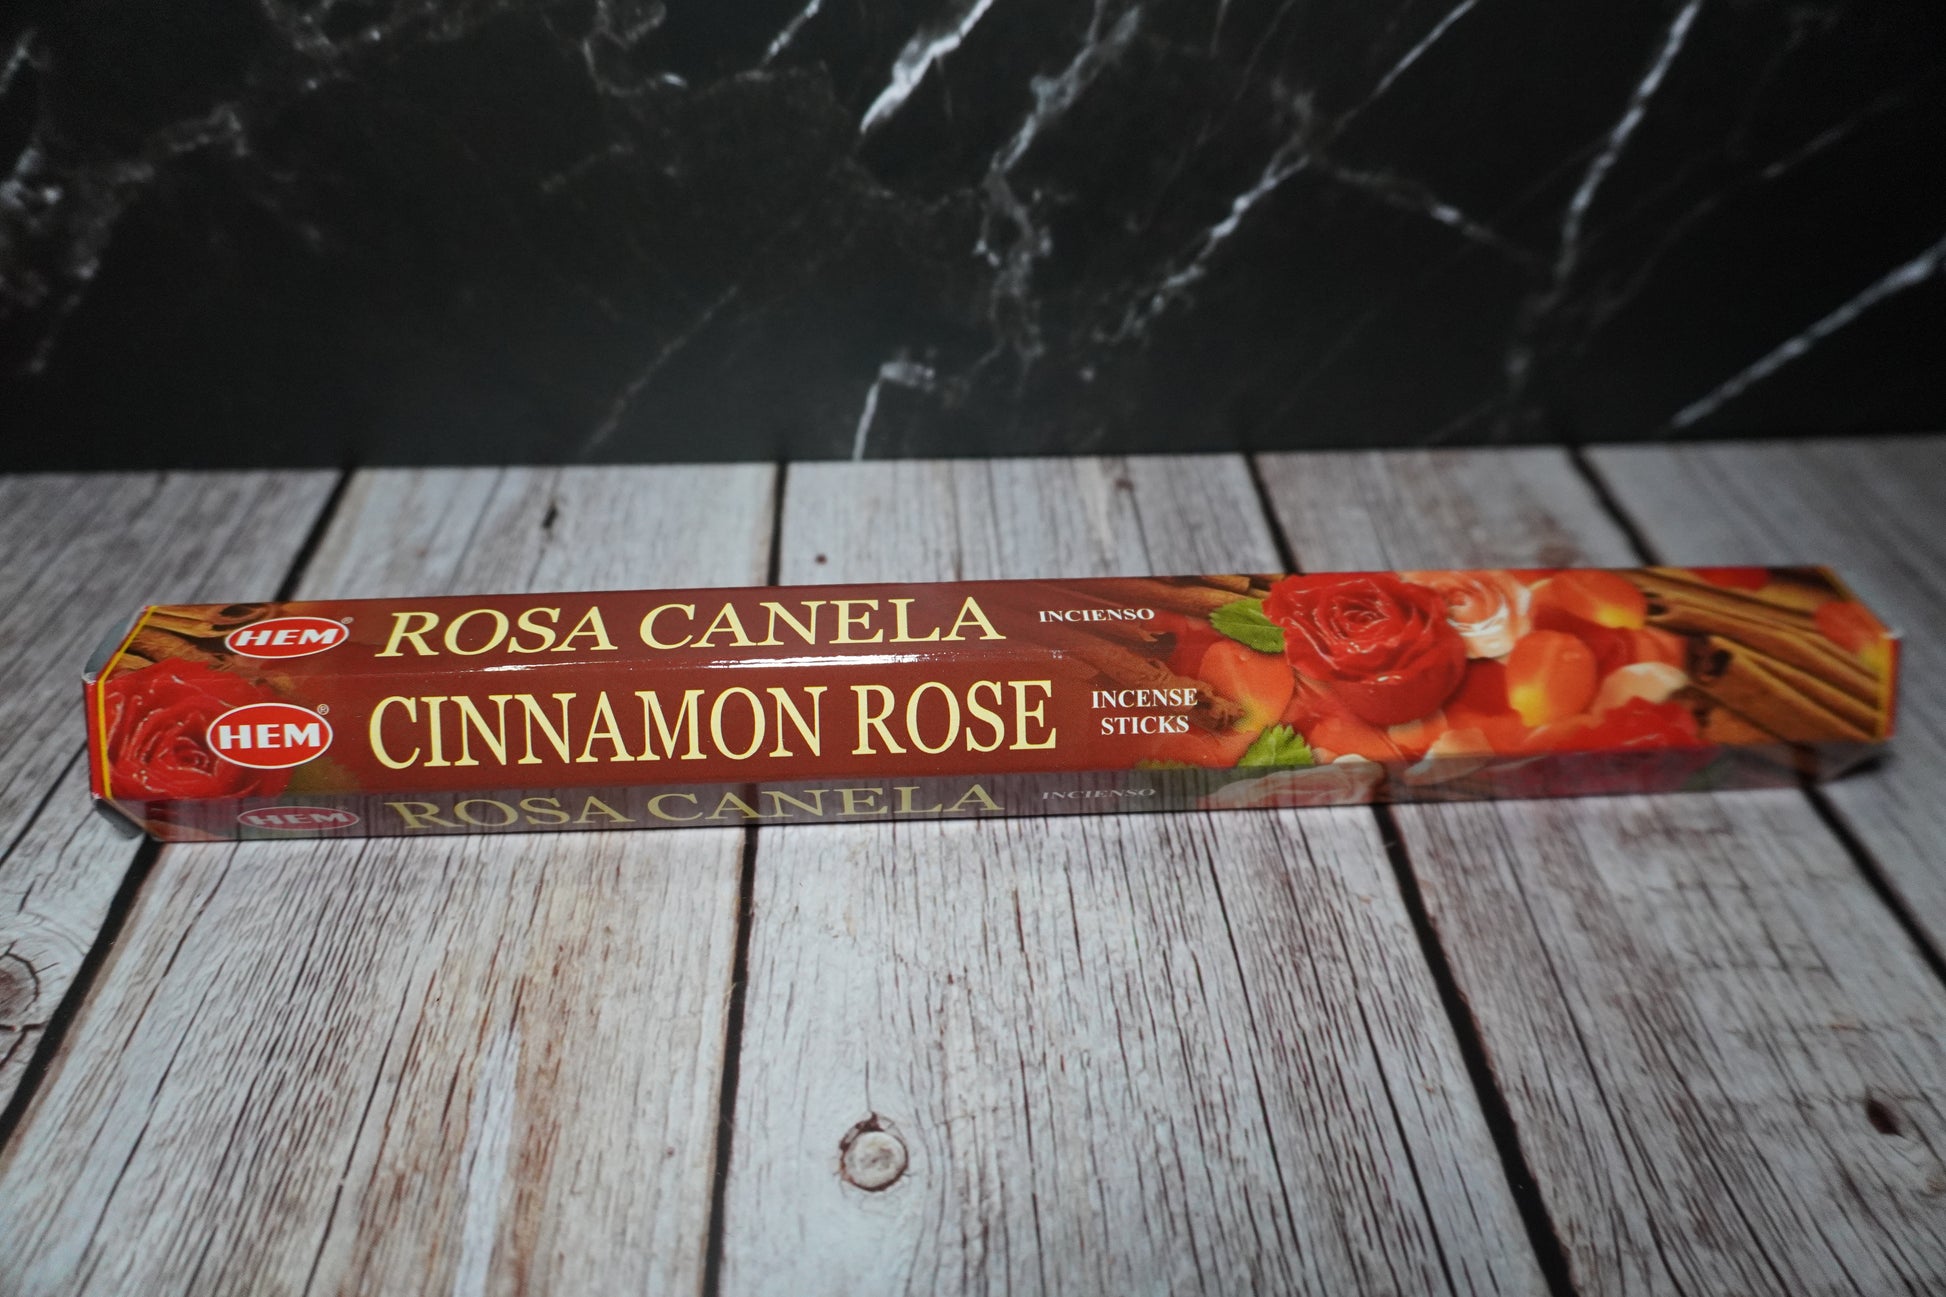 HEM® ROSA CANELA INCIENSO
HEM® CINNAMON ROSE INCENSE
STICKS
HEM® ROSA CANELA INCIENSO